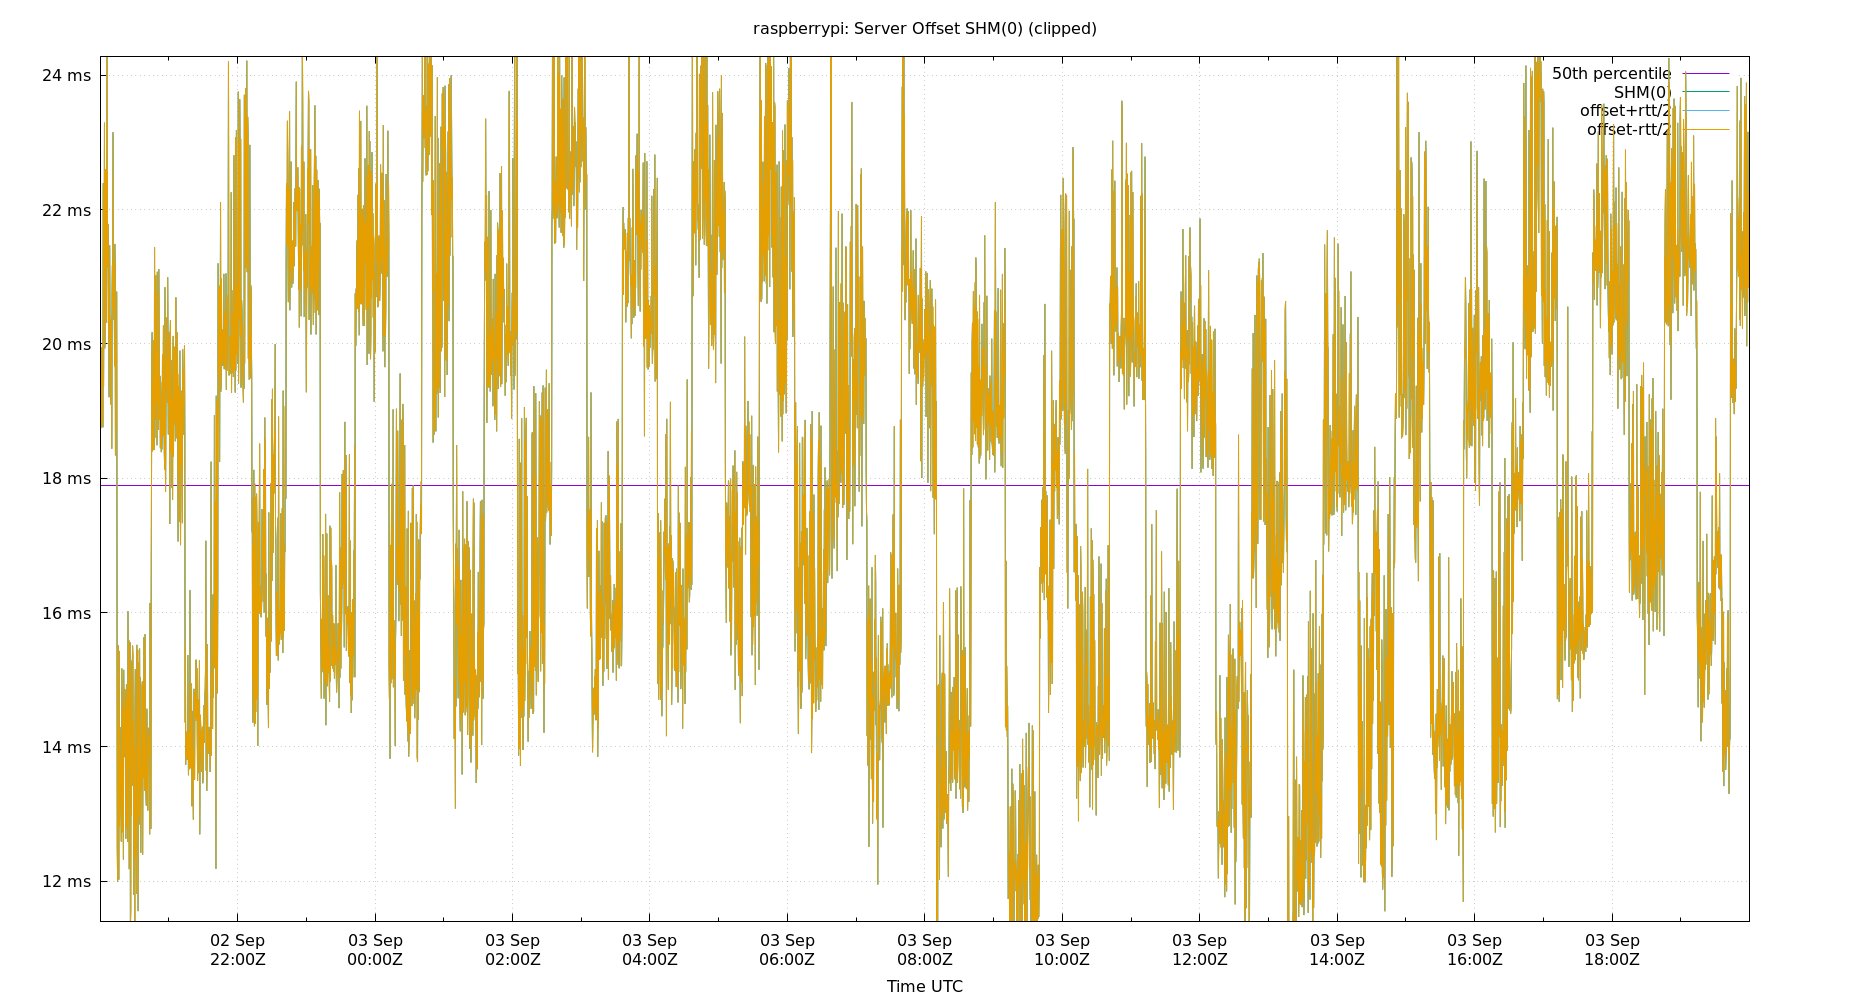 raspberrypi: Server Offset SHM(0) (clipped)
24 ms
22 ms
20 ms
18 ms
16 ms
14 ms
12 ms
50th percentile
SHM(0)
offset+rtt/2
offset-rtt/2
02 Sep
22:00Z
03 Sep
00:00Z
03 Sep
02:00Z
03 Sep
04:00Z
03 Sep
06:00Z
03 Sep
08:00Z
03 Sep
10:00Z
03 Sep
12:00Z
03 Sep
14:00Z
03 Sep
16:00Z
03 Sep
18:00Z
Time UTC